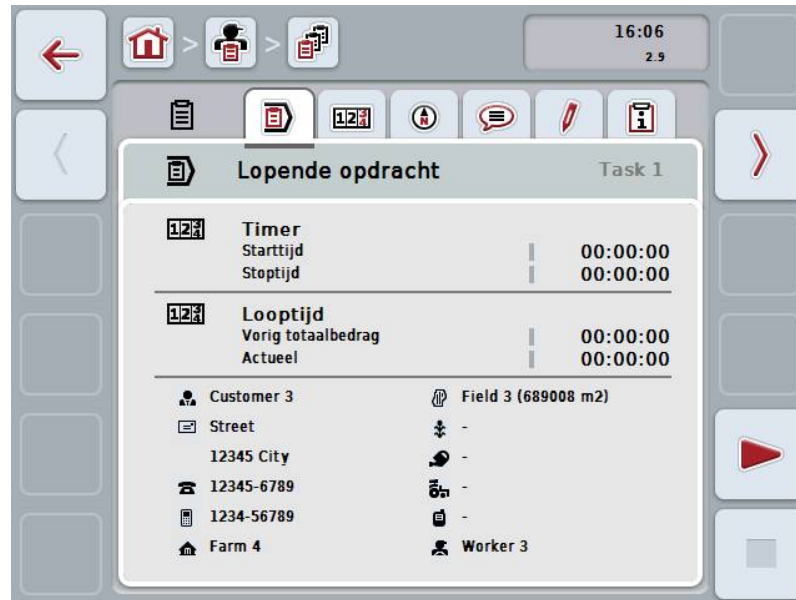 16:06
2.9
Lopende opdracht Task 1
Timer
Starttijd 00:00:00
Stoptijd 00:00:00
Looptijd
Vorig totaalbedrag 00:00:00
Actueel 00:00:00
Customer 3 Field 3 (689008 m2)
Street -
12345 City -
12345-6789 -
1234-56789 -
Farm 4 Worker 3